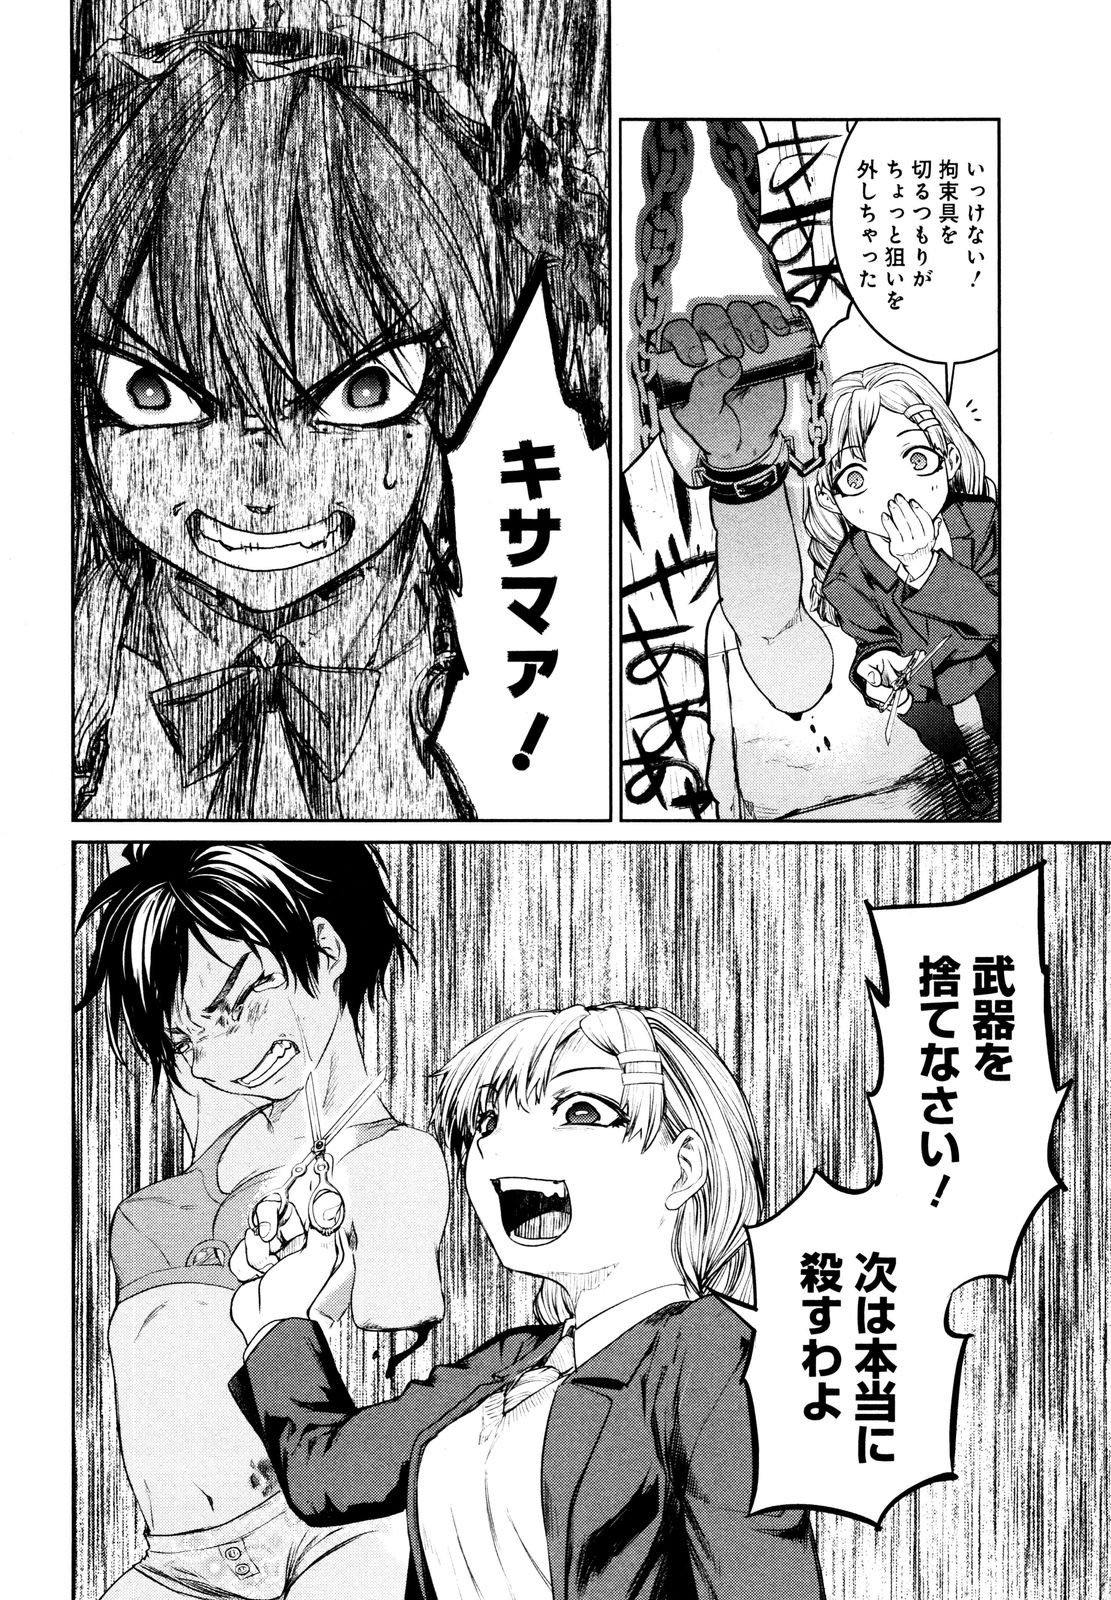 いっけない！
拘束具を
切るつもりが
ちょっと狙いを
外しちゃった
キサマァ！
武器を
捨てなさい！
次は本当に
殺すわよ